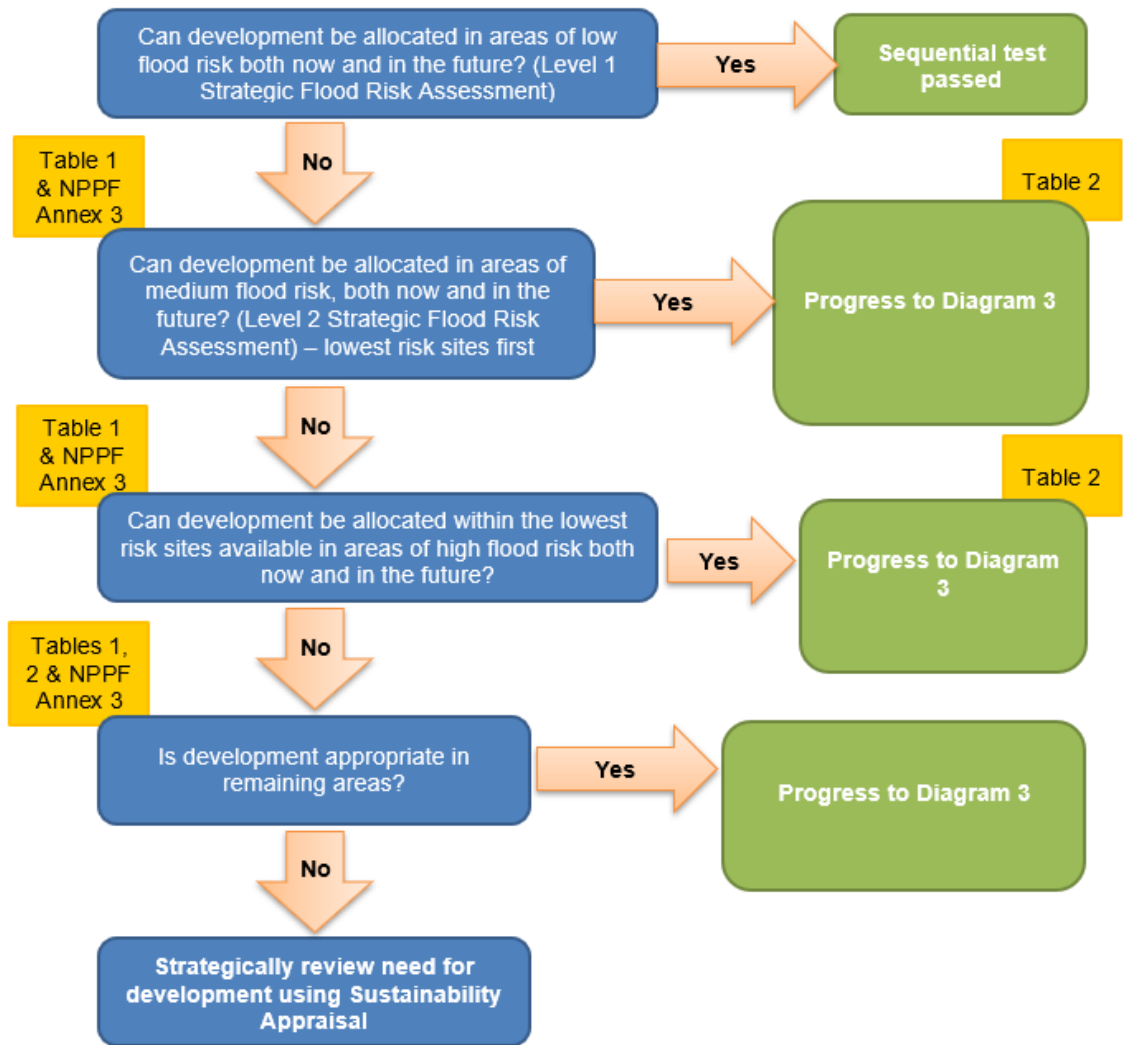 Can development be allocated in areas of low
flood risk both now and in the future? (Level 1
Strategic Flood Risk Assessment)
Yes
Sequential test
passed
No
Table 1
& NPPF
Annex 3
Table 2
Can development be allocated in areas of
medium flood risk, both now and in the
future? (Level 2 Strategic Flood Risk
Assessment) – lowest risk sites first
Yes
Progress to Diagram 3
No
Table 1
& NPPF
Annex 3
Table 2
Can development be allocated within the lowest
risk sites available in areas of high flood risk both
now and in the future?
Yes
Progress to Diagram
3
No
Tables 1,
2 & NPPF
Annex 3
Is development appropriate in
remaining areas?
Yes
Progress to Diagram 3
No
Strategically review need for
development using Sustainability
Appraisal